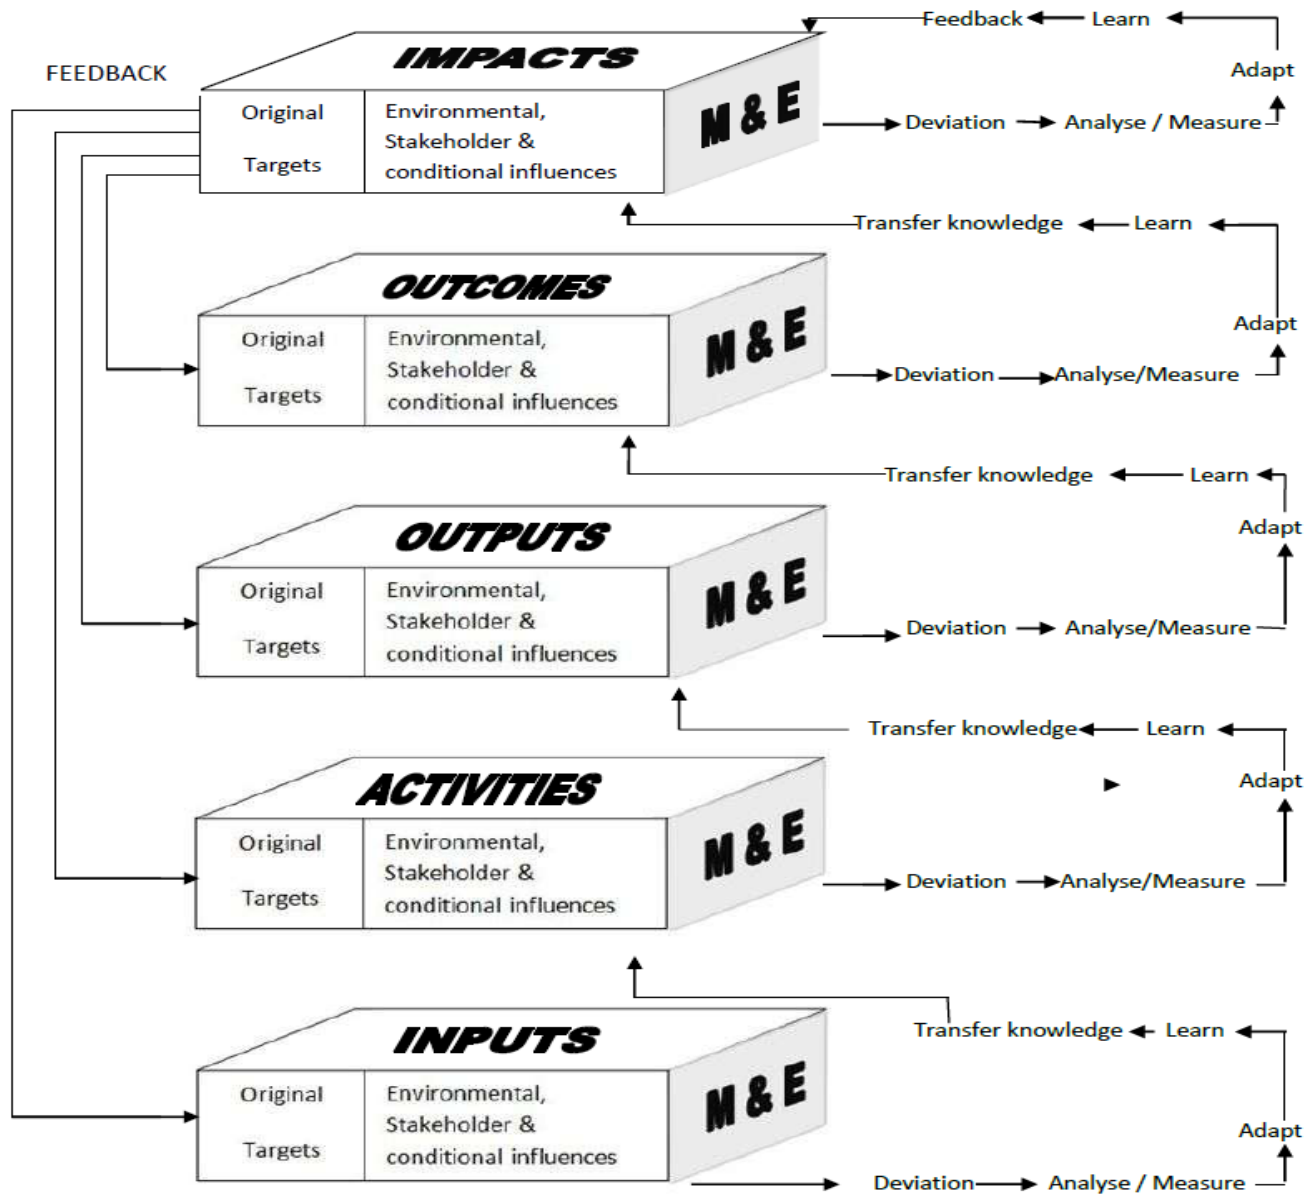 Feedback Learn
IMPACTS
FEEDBACK
Adapt
Original
Targets
Environmental,
Stakeholder &
conditional influences
M & E
Deviation Analyse / Measure
Transfer knowledge Learn
OUTCOMES
Adapt
Original
Targets
Environmental,
Stakeholder &
conditional influences
M & E
Deviation Analyse/Measure
Transfer knowledge Learn
OUTPUTS
Adapt
Original
Targets
Environmental,
Stakeholder &
conditional influences
M & E
Deviation Analyse/Measure
Transfer knowledge Learn
ACTIVITIES
Adapt
Original
Targets
Environmental,
Stakeholder &
conditional influences
M & E
Deviation Analyse/Measure
Transfer knowledge Learn
INPUTS
Original
Targets
Environmental,
Stakeholder &
conditional influences
M & E
Adapt
Deviation Analyse / Measure